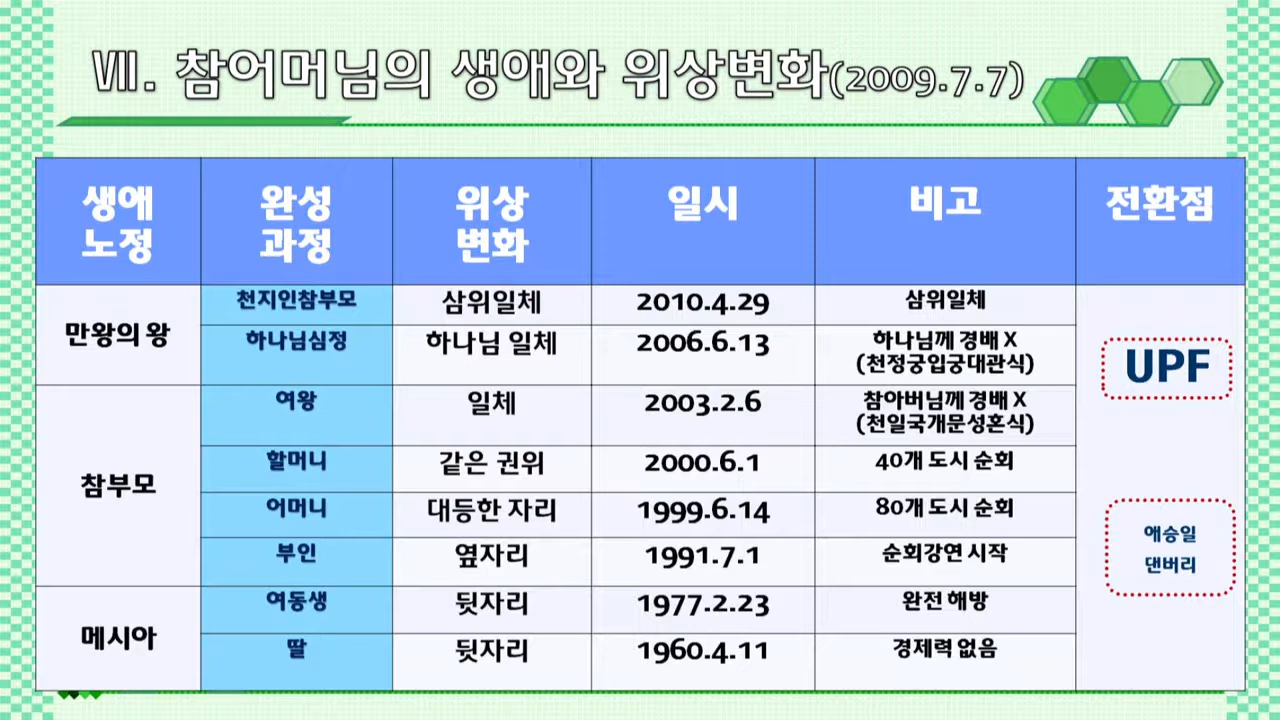 Ⅶ. 참어머님의 생애와 위상변화(2009.7.7)
생애 노정
완성 과정
위상 변화
일시
비고
전환점
만왕의 왕
천지인참부모
삼위일체
2010.4.29
삼위일체
하나님심정
하나님 일체
2006.6.13
하나님께 경배 X
(천정궁입궁대관식)
UPF
참부모
여왕
일체
2003.2.6
참아버님께 경배 X
(천일국개문성혼식)
할머니
같은 권위
2000.6.1
40개 도시 순회
어머니
대등한 자리
1999.6.14
80개 도시 순회
애승일
댄버리
부인
옆자리
1991.7.1
순회강연 시작
메시아
여동생
뒷자리
1977.2.23
완전 해방
딸
뒷자리
1960.4.11
경제력 없음